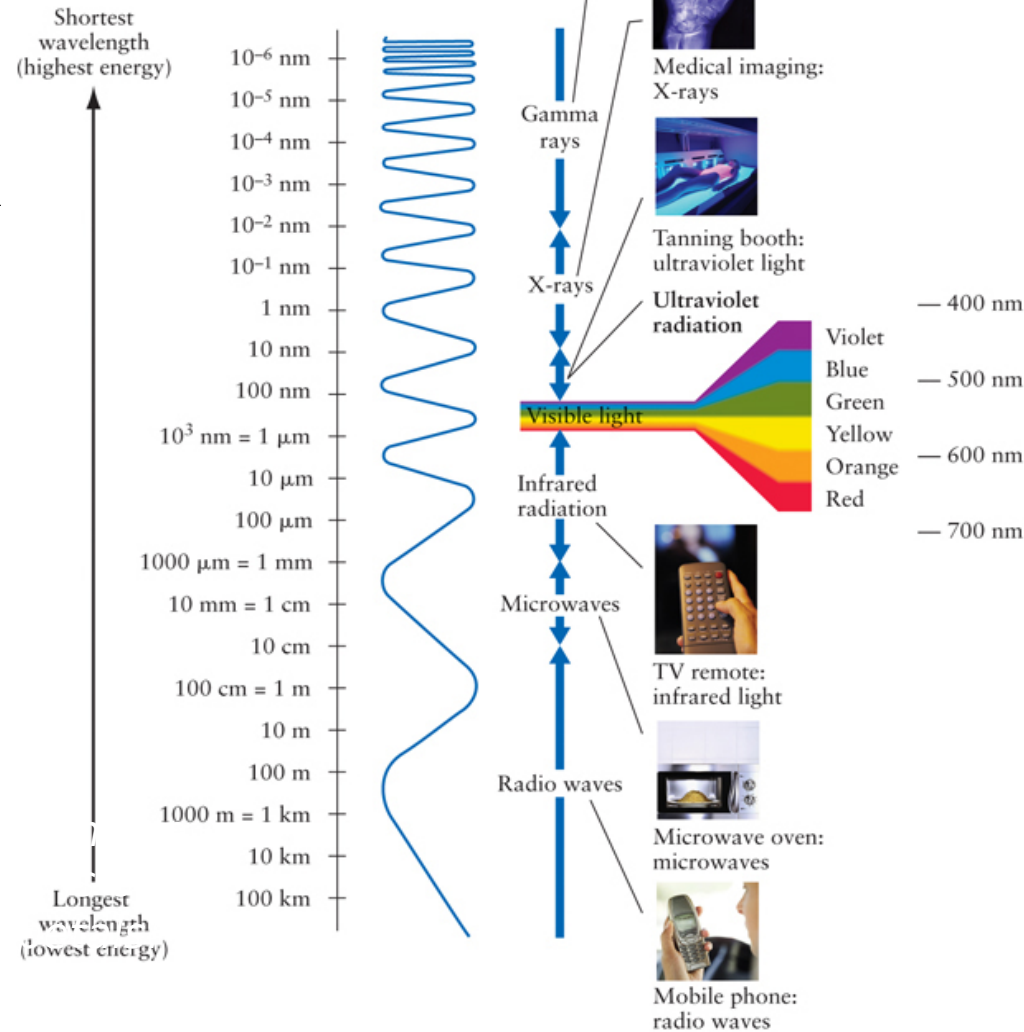 Shortest
wavelength
(highest energy)
10–6 nm
10–5 nm
10–4 nm
10–3 nm
10–2 nm
10–1 nm
1 nm
10 nm
100 nm
10³ nm = 1 μm
10 μm
100 μm
1000 μm = 1 mm
10 mm = 1 cm
10 cm
100 cm = 1 m
10 m
100 m
1000 m = 1 km
10 km
100 km
Longest
wavelength
(lowest energy)
Gamma
rays
X-rays
Visible light
Infrared
radiation
Microwaves
Radio waves
Medical imaging:
X-rays
Tanning booth:
ultraviolet light
Ultraviolet
radiation
Violet
Blue
Green
Yellow
Orange
Red
400 nm
500 nm
600 nm
700 nm
TV remote:
infrared light
Microwave oven:
microwaves
Mobile phone:
radio waves